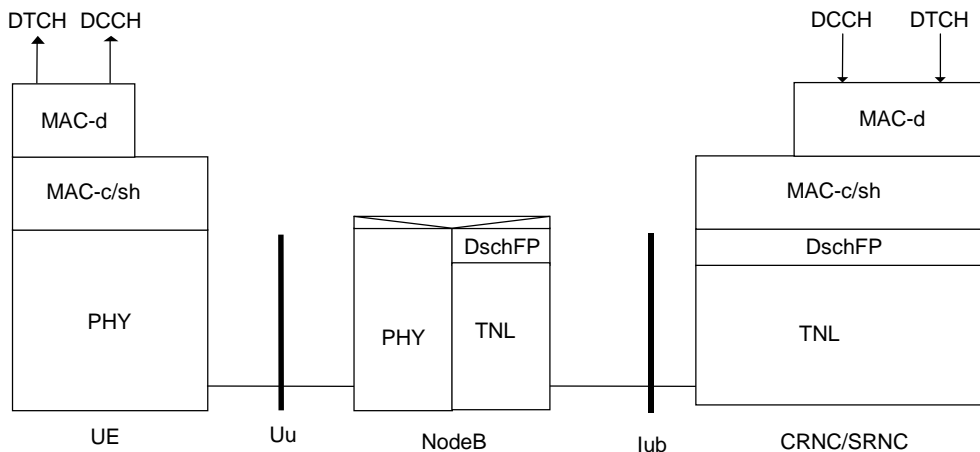 DTCH DCCH
DCCH DTCH
MAC-d
MAC-d
MAC-c/sh
MAC-c/sh
DschFP
DschFP
PHY
PHY
TNL
TNL
UE
Uu
NodeB
Iub
CRNC/SRNC